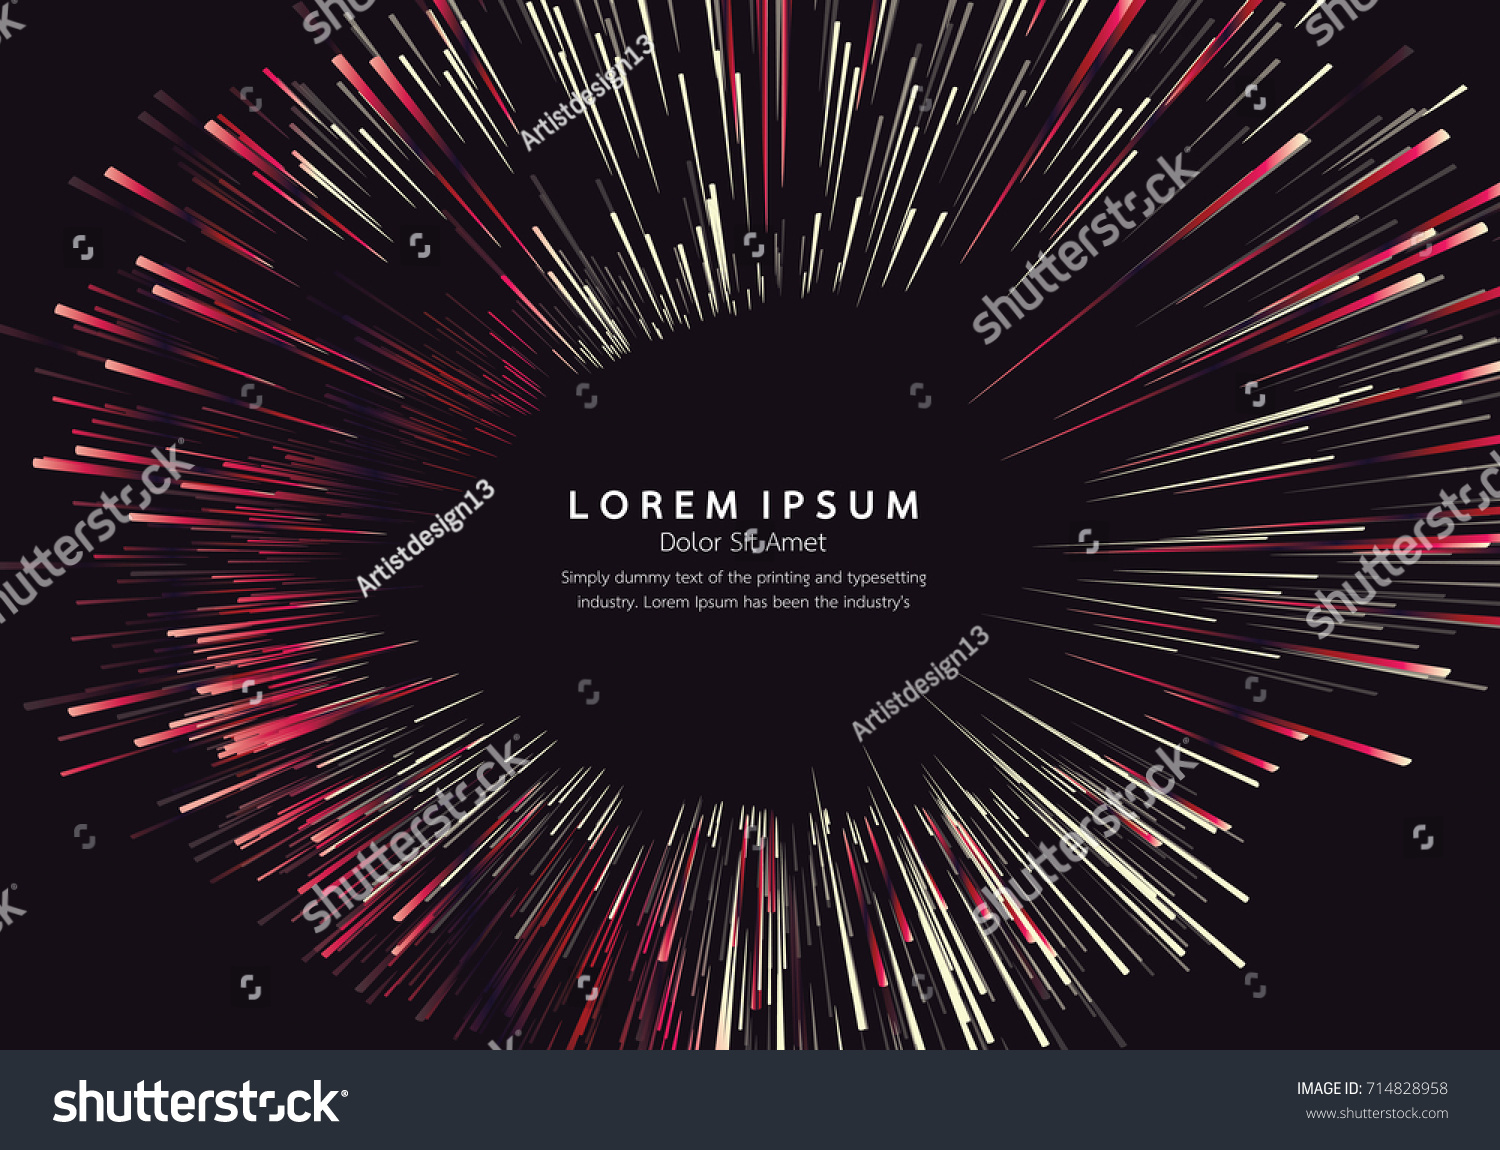 Artistdesign13
shutterstock
shutterstock
Artistdesign13
LOREM IPSUM
Dolor Sit Amet
Simply dummy text of the printing and typesetting
industry. Lorem Ipsum has been the industry's
shutterstock
Artistdesign13
shutterstock
shutterstock
shutterstock
IMAGE ID: 714828958
www.shutterstock.com